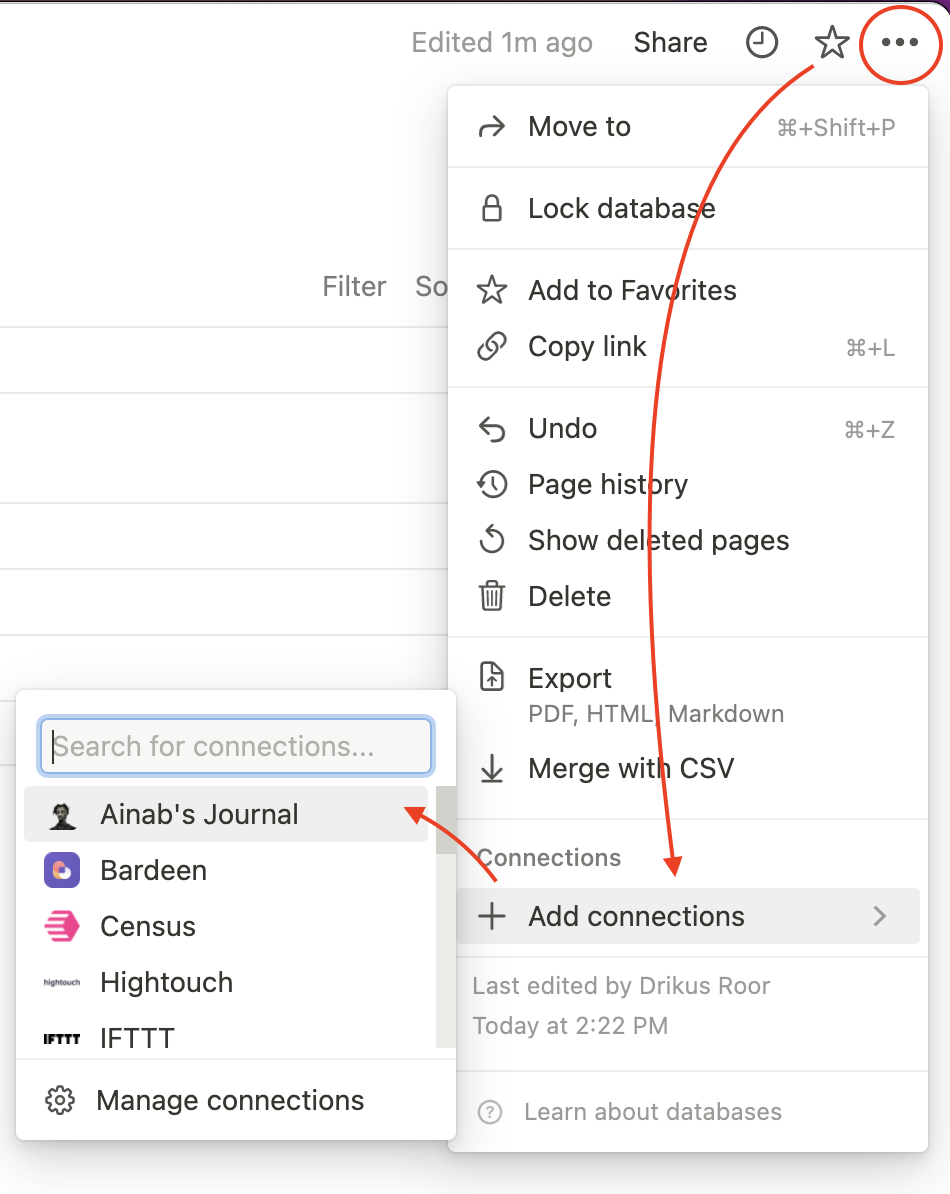 Edited 1m ago Share
Move to ⌘+Shift+P
Lock database
Filter So
Add to Favorites
Copy link ⌘+L
Undo ⌘+Z
Page history
Show deleted pages
Delete
Export
PDF, HTML, Markdown
Merge with CSV
Connections
Add connections
Search for connections...
Ainab's Journal
Bardeen
Census
hightouch Hightouch
IFTTT IFTTT
Manage connections
Last edited by Drikus Roor
Today at 2:22 PM
? Learn about databases